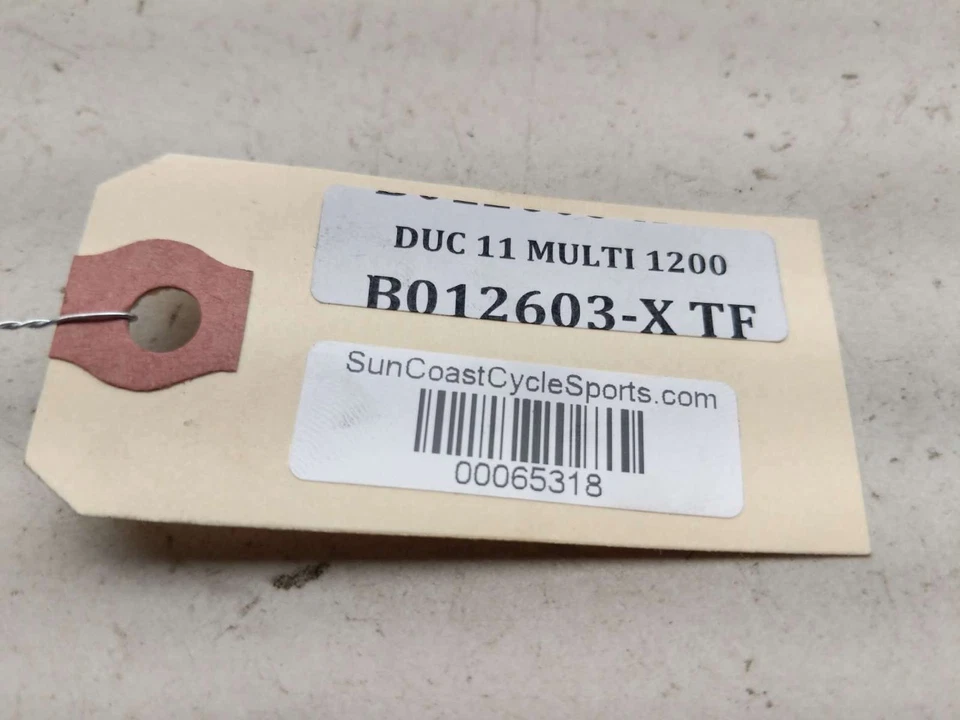 DUC 11 MULTI 1200
B012603-X TF
SunCoastCycleSports.com
00065318